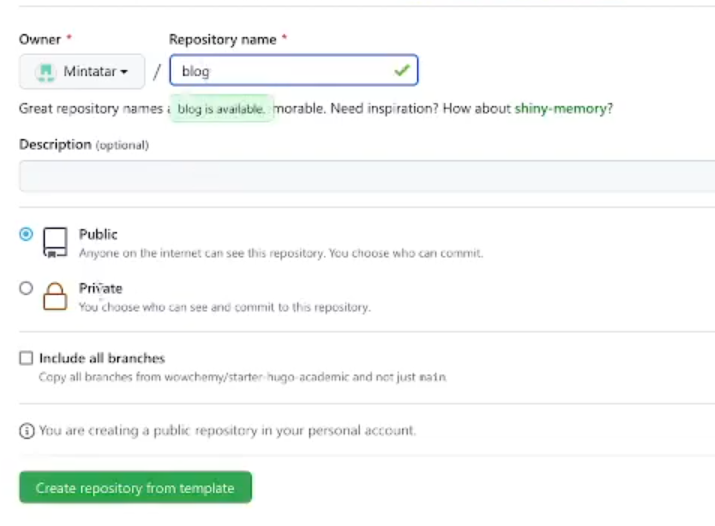 Owner *
Repository name *
Mintatar / blog
Great repository names a blog is available. morable. Need inspiration? How about shiny-memory?
Description (optional)
Public
Anyone on the internet can see this repository. You choose who can commit.
Private
You choose who can see and commit to this repository.
Include all branches
Copy all branches from wowchemy/starter-hugo-academic and not just main
You are creating a public repository in your personal account.
Create repository from template